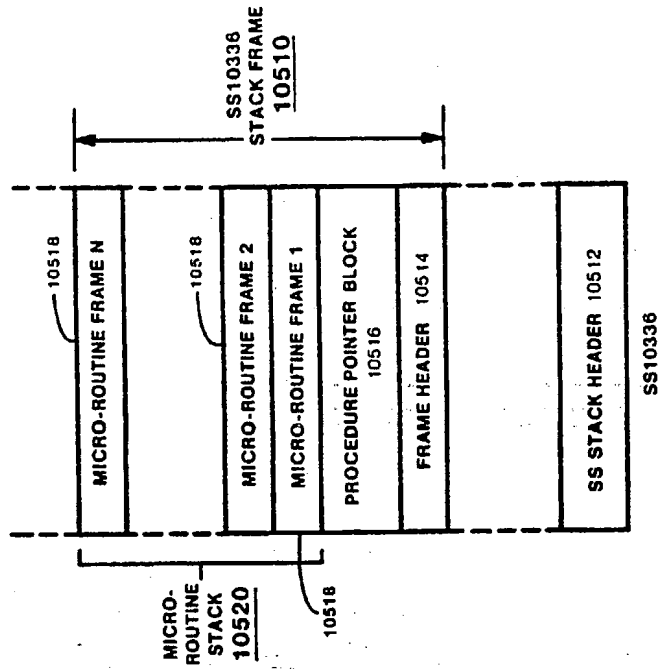 SS10336
STACK FRAME
10510
10518
MICRO-ROUTINE FRAME N
10518
MICRO-ROUTINE FRAME 2
MICRO-ROUTINE FRAME 1
PROCEDURE POINTER BLOCK
10516
FRAME HEADER 10514
SS STACK HEADER 10512
MICRO-
ROUTINE
STACK
10520
10518
SS10336